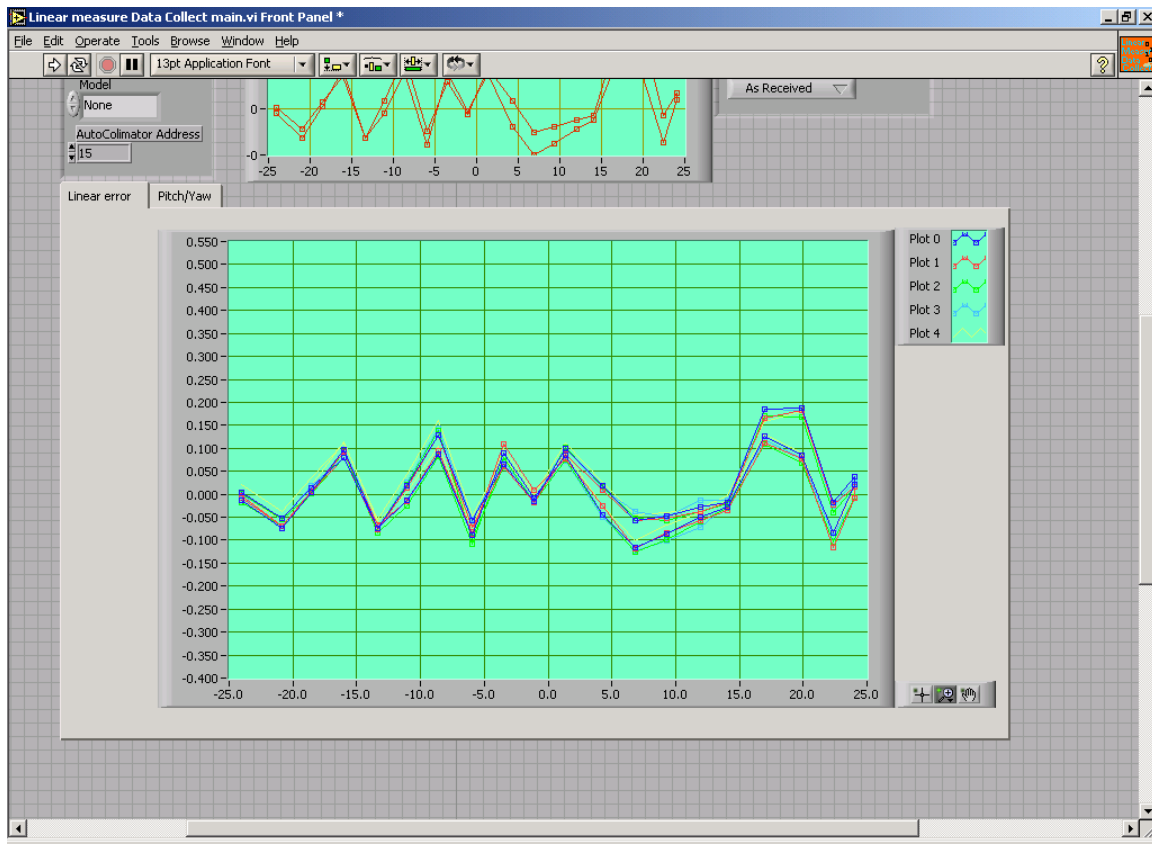 Linear measure Data Collect main.vi Front Panel *
File Edit Operate Tools Browse Window Help
13pt Application Font
?
Model
None
AutoColimator Address
15
0
-0
-25 -20 -15 -10 -5 0 5 10 15 20 25
As Received
Linear error
Pitch/Yaw
0.550
0.500
0.450
0.400
0.350
0.300
0.250
0.200
0.150
0.100
0.050
0.000
-0.050
-0.100
-0.150
-0.200
-0.250
-0.300
-0.350
-0.400
-25.0 -20.0 -15.0 -10.0 -5.0 0.0 5.0 10.0 15.0 20.0 25.0
Plot 0
Plot 1
Plot 2
Plot 3
Plot 4